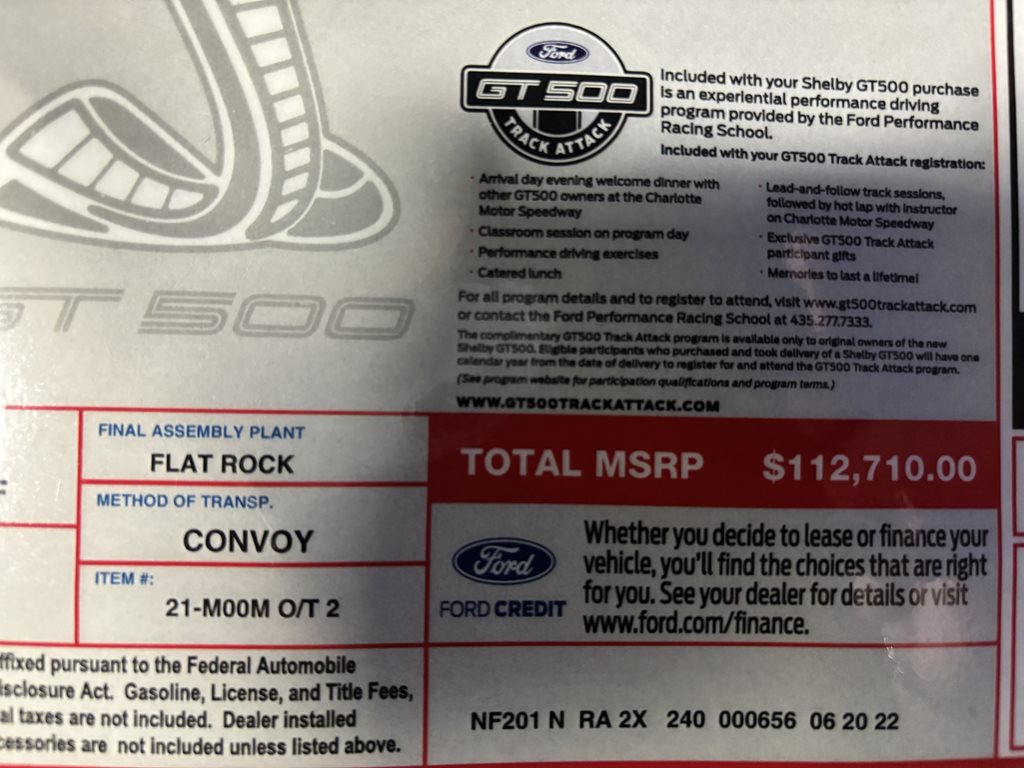 Ford
GT 500
TRACK ATTACK
Included with your Shelby GT500 purchase
is an experiential performance driving
program provided by the Ford Performance
Racing School.
Included with your GT500 Track Attack registration:
· Arrival day evening welcome dinner with
other GT500 owners at the Charlotte
Motor Speedway
· Classroom session on program day
· Performance driving exercises
· Catered lunch
· Lead-and-follow track sessions,
followed by hot lap with instructor
on Charlotte Motor Speedway
· Exclusive GT500 Track Attack
participant gifts
· Memories to last a lifetime!
For all program details and to register to attend, visit www.gt500trackattack.com
or contact the Ford Performance Racing School at 435.277.7333.
The complimentary GT500 Track Attack program is available only to original owners of the new
Shelby GT500. Eligible participants who purchased and took delivery of a Shelby GT500 will have one
calendar year from the date of delivery to register for and attend the GT500 Track Attack program.
(See program website for participation qualifications and program terms.)
WWW.GT500TRACKATTACK.COM
GT 500
FINAL ASSEMBLY PLANT
FLAT ROCK
METHOD OF TRANSP.
CONVOY
ITEM #:
21-M00M O/T 2
TOTAL MSRP $112,710.00
Ford
FORD CREDIT
Whether you decide to lease or finance your
vehicle, you'll find the choices that are right
for you. See your dealer for details or visit
www.ford.com/finance.
ffixed pursuant to the Federal Automobile
isclosure Act. Gasoline, License, and Title Fees,
al taxes are not included. Dealer installed
cessories are not included unless listed above.
NF201 N RA 2X 240 000656 06 20 22